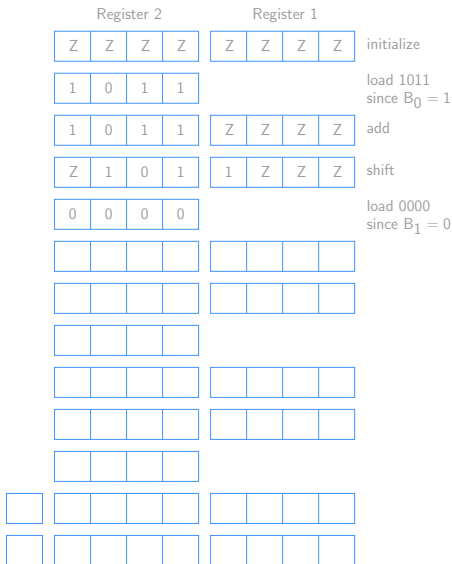 Register 2 Register 1
Z Z Z Z Z Z Z Z initialize
1 0 1 1 load 1011
since B0 = 1
1 0 1 1 Z Z Z Z add
Z 1 0 1 1 Z Z Z shift
0 0 0 0 load 0000
since B1 = 0